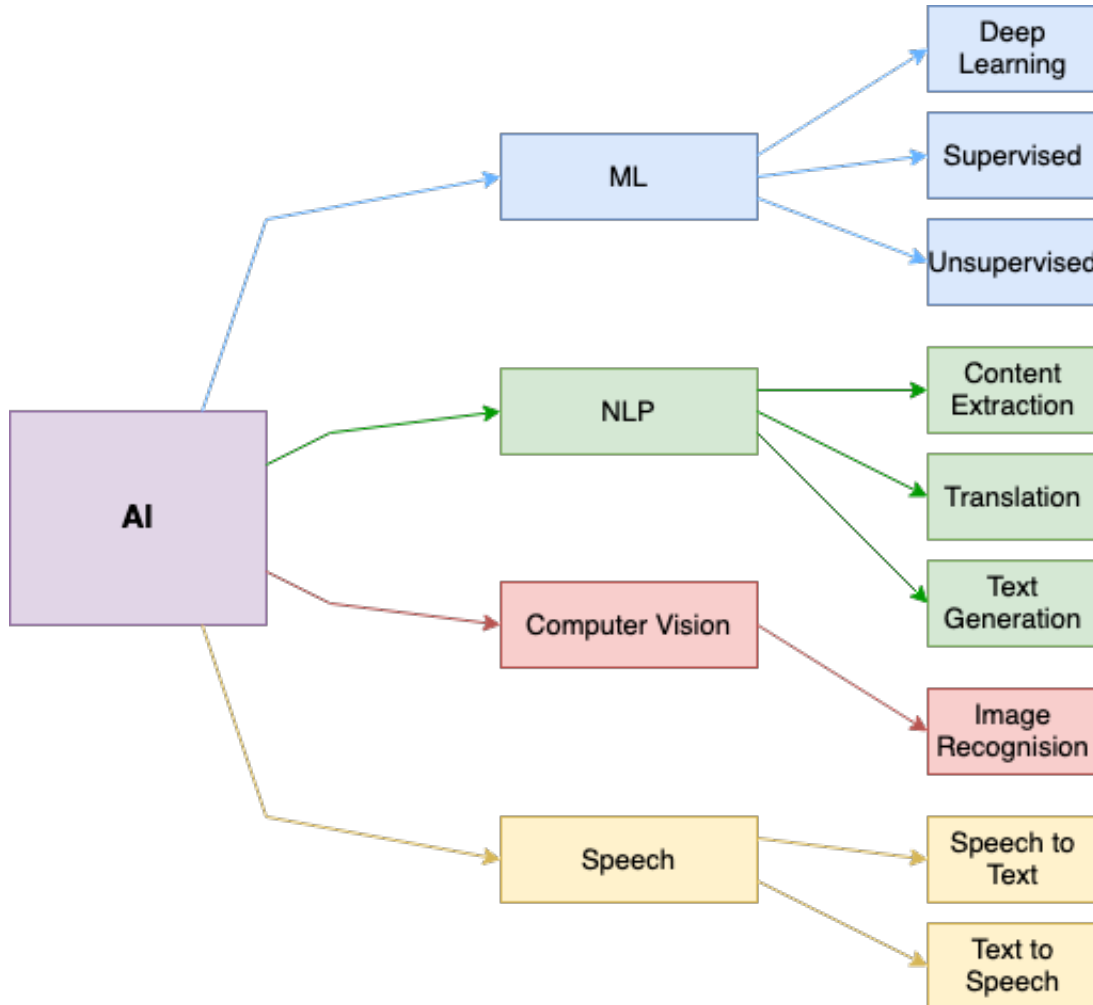 AI
ML
Deep
Learning
Supervised
Unsupervised
NLP
Content
Extraction
Translation
Text
Generation
Computer Vision
Image
Recognision
Speech
Speech to
Text
Text to
Speech